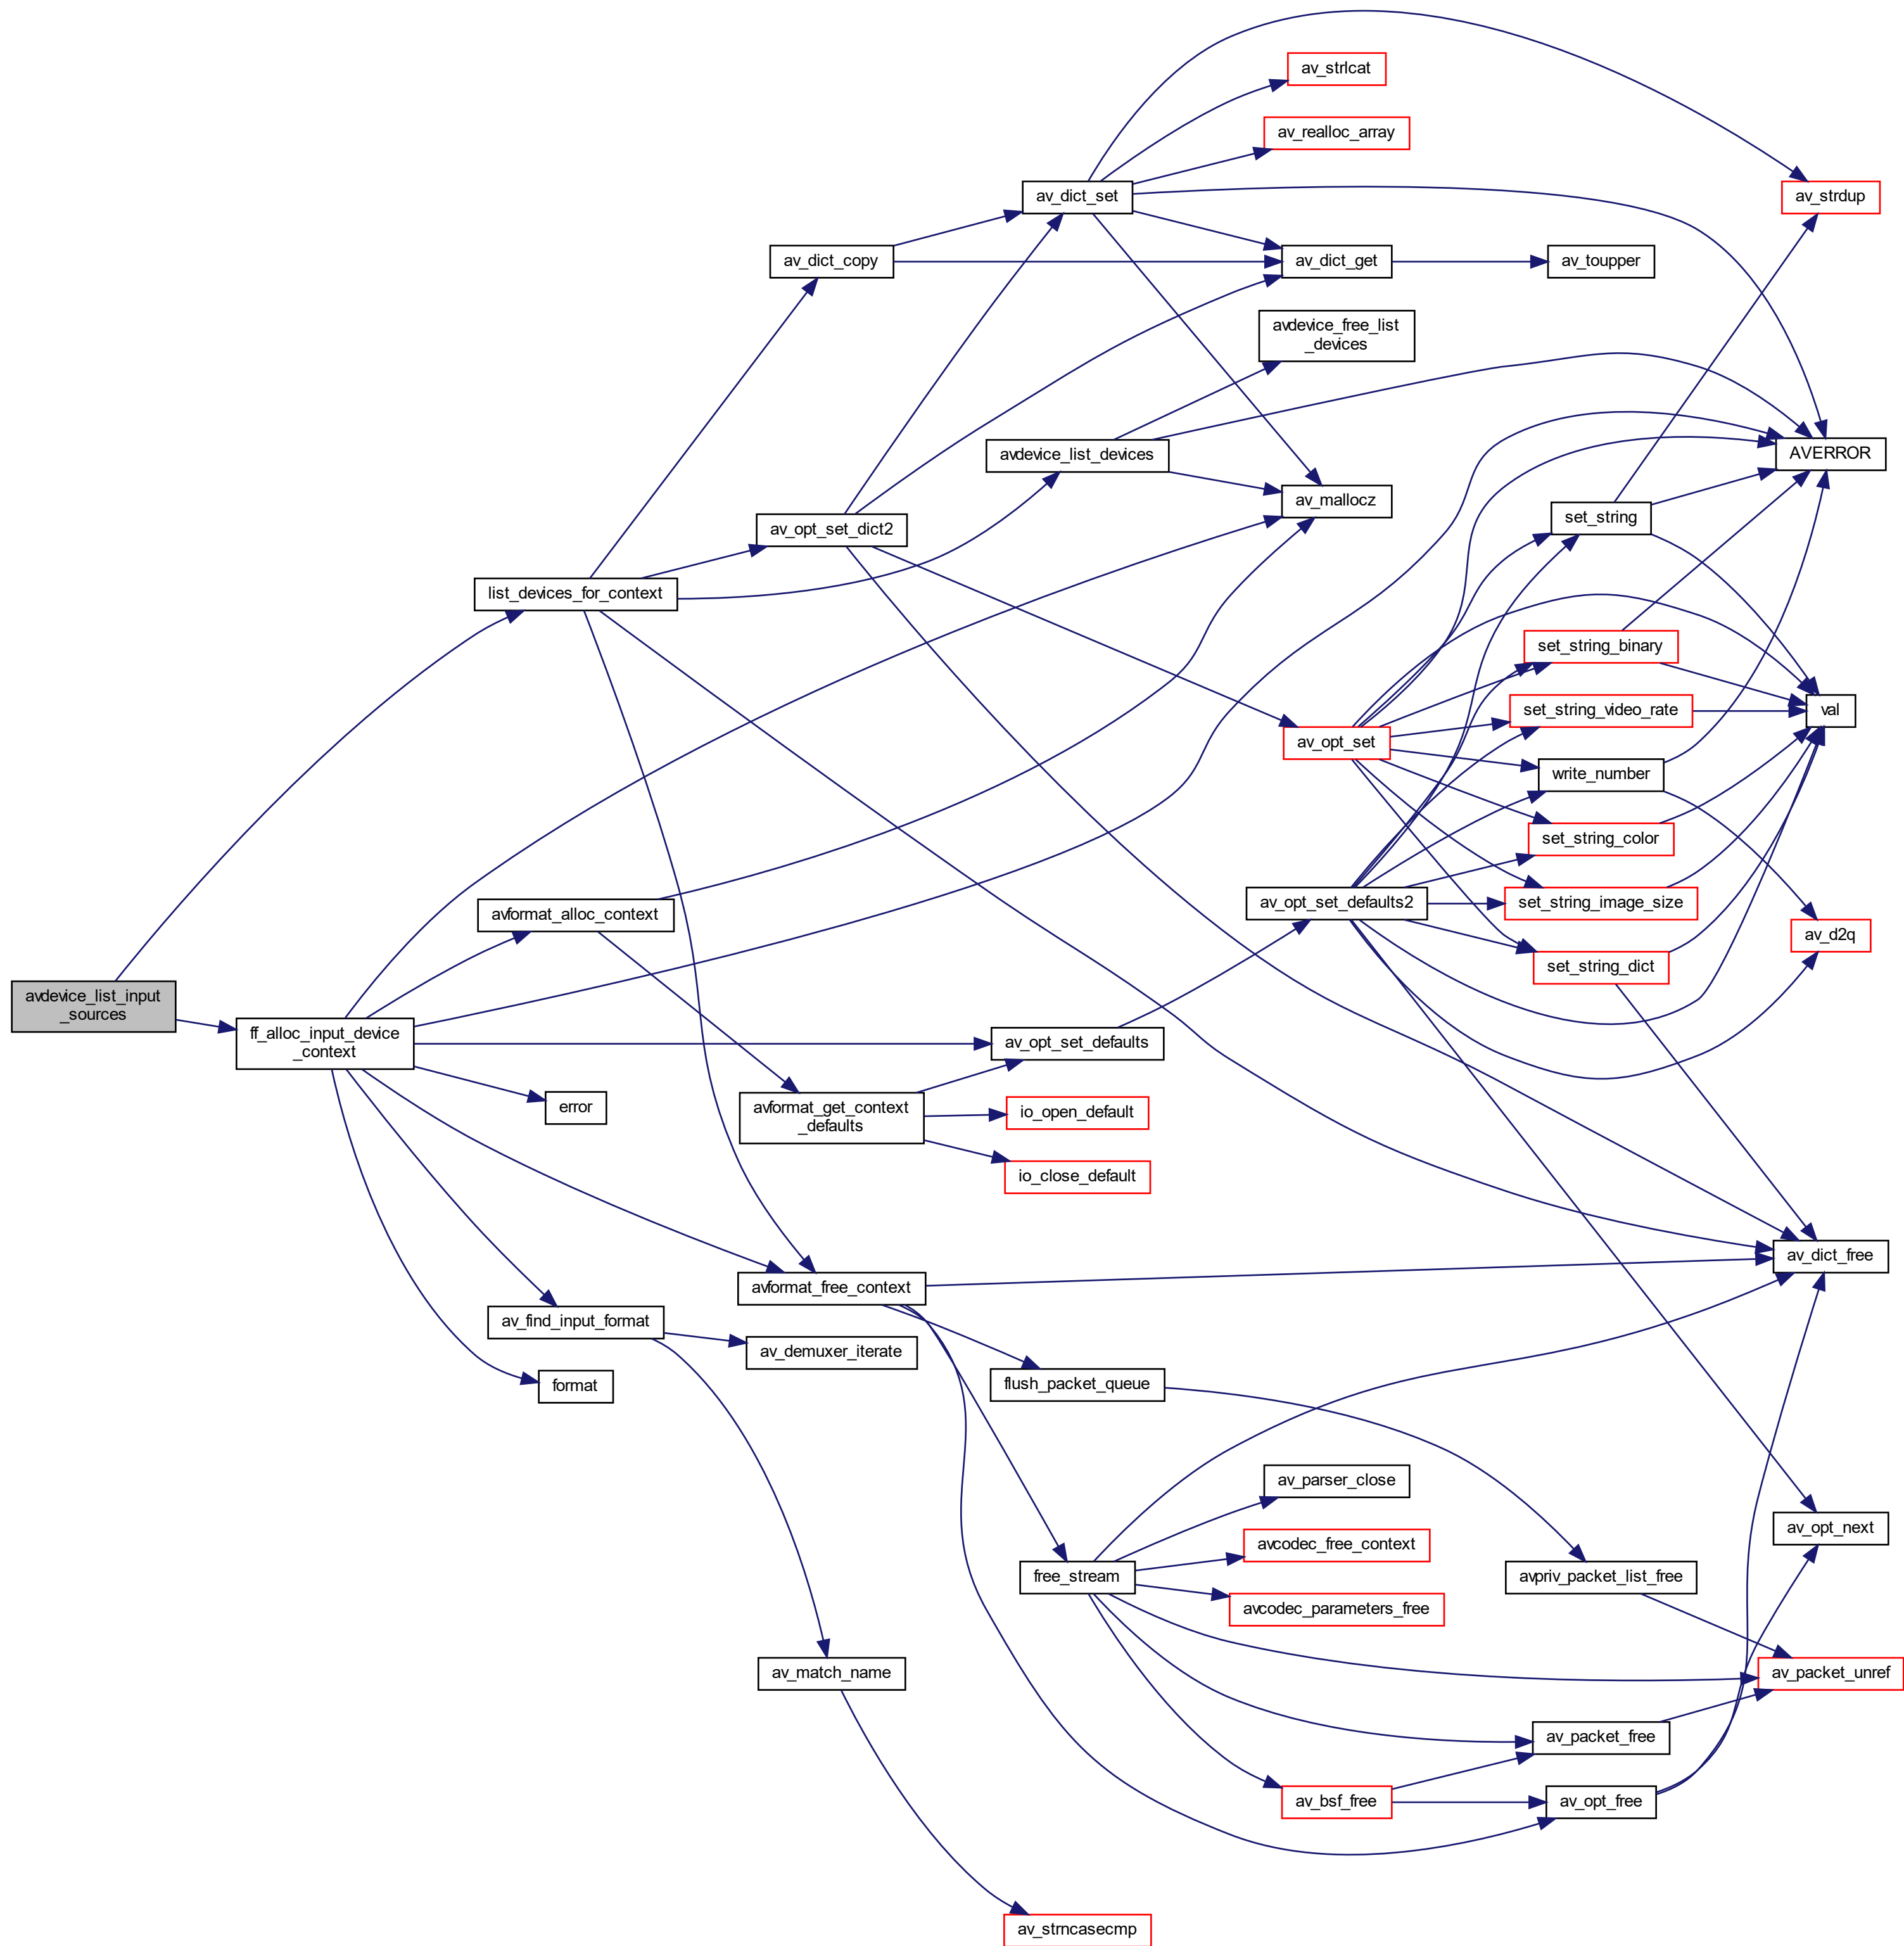 av_strlcat
av_realloc_array
av_dict_set
av_strdup
av_dict_copy
av_dict_get
av_toupper
avdevice_free_list
_devices
avdevice_list_devices
AVERROR
av_mallocz
av_opt_set_dict2
set_string
list_devices_for_context
set_string_binary
set_string_video_rate
val
av_opt_set
write_number
set_string_color
av_opt_set_defaults2
set_string_image_size
avformat_alloc_context
av_d2q
set_string_dict
avdevice_list_input
_sources
ff_alloc_input_device
_context
av_opt_set_defaults
error
avformat_get_context
_defaults
io_open_default
io_close_default
av_dict_free
avformat_free_context
av_find_input_format
av_demuxer_iterate
format
flush_packet_queue
av_parser_close
av_opt_next
avcodec_free_context
free_stream
avpriv_packet_list_free
avcodec_parameters_free
av_match_name
av_packet_unref
av_packet_free
av_bsf_free
av_opt_free
av_strncasecmp